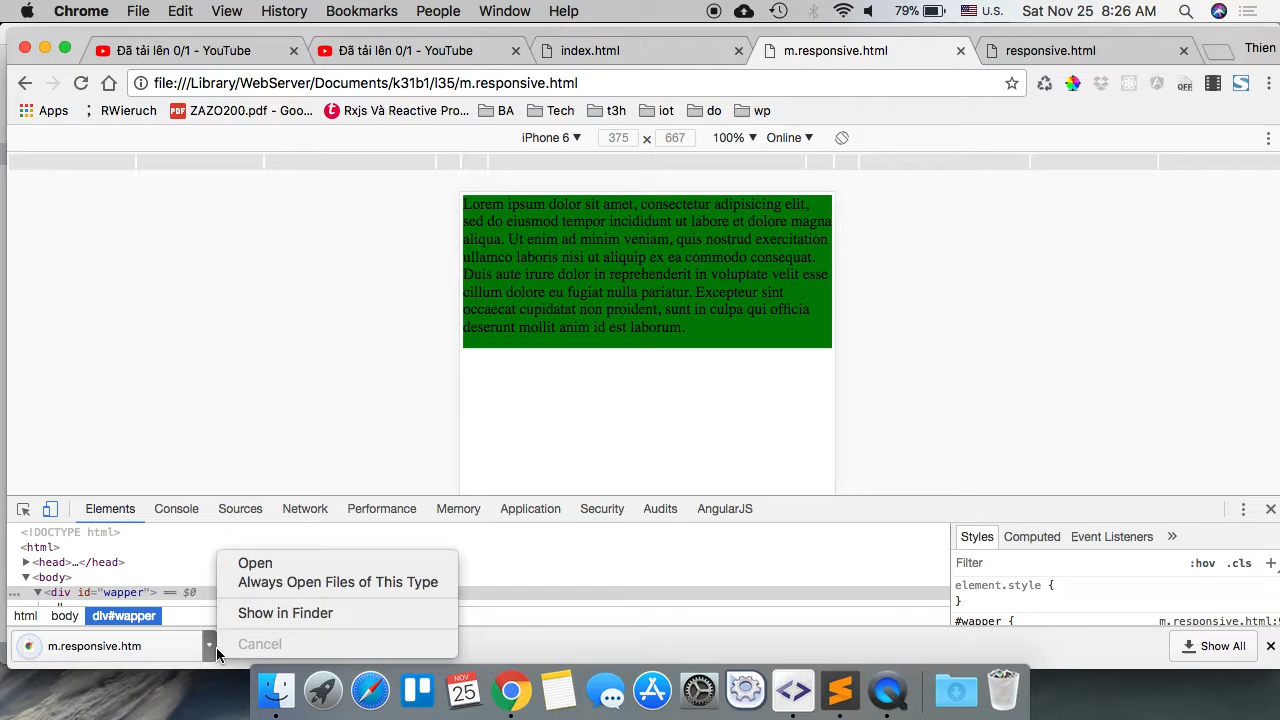 Chrome File Edit View History Bookmarks People Window Help 79% U.S. Sat Nov 25 8:26 AM
Đã tải lên 0/1 - YouTube Đã tải lên 0/1 - YouTube index.html m.responsive.html responsive.html Thien
file:///Library/WebServer/Documents/k31b1/l35/m.responsive.html OFF
Apps RWieruch PDF ZAZO200.pdf - Goo... t Rxjs Và Reactive Pro... BA Tech t3h iot do wp
iPhone 6 375 × 667 100% Online
Lorem ipsum dolor sit amet, consectetur adipisicing elit,
sed do eiusmod tempor incididunt ut labore et dolore magna
aliqua. Ut enim ad minim veniam, quis nostrud exercitation
ullamco laboris nisi ut aliquip ex ea commodo consequat.
Duis aute irure dolor in reprehenderit in voluptate velit esse
cillum dolore eu fugiat nulla pariatur. Excepteur sint
occaecat cupidatat non proident, sunt in culpa qui officia
deserunt mollit anim id est laborum.
Elements Console Sources Network Performance Memory Application Security Audits AngularJS
<!DOCTYPE html>
<html>
<head>…</head>
<body>
… <div id="wapper"> == $0
html body div#wapper
Styles Computed Event Listeners »
Filter :hov .cls +
element.style {
}
#wapper { m.responsive.html:5
Open
Always Open Files of This Type
Show in Finder
Cancel
m.responsive.htm
Show All
NOV
25